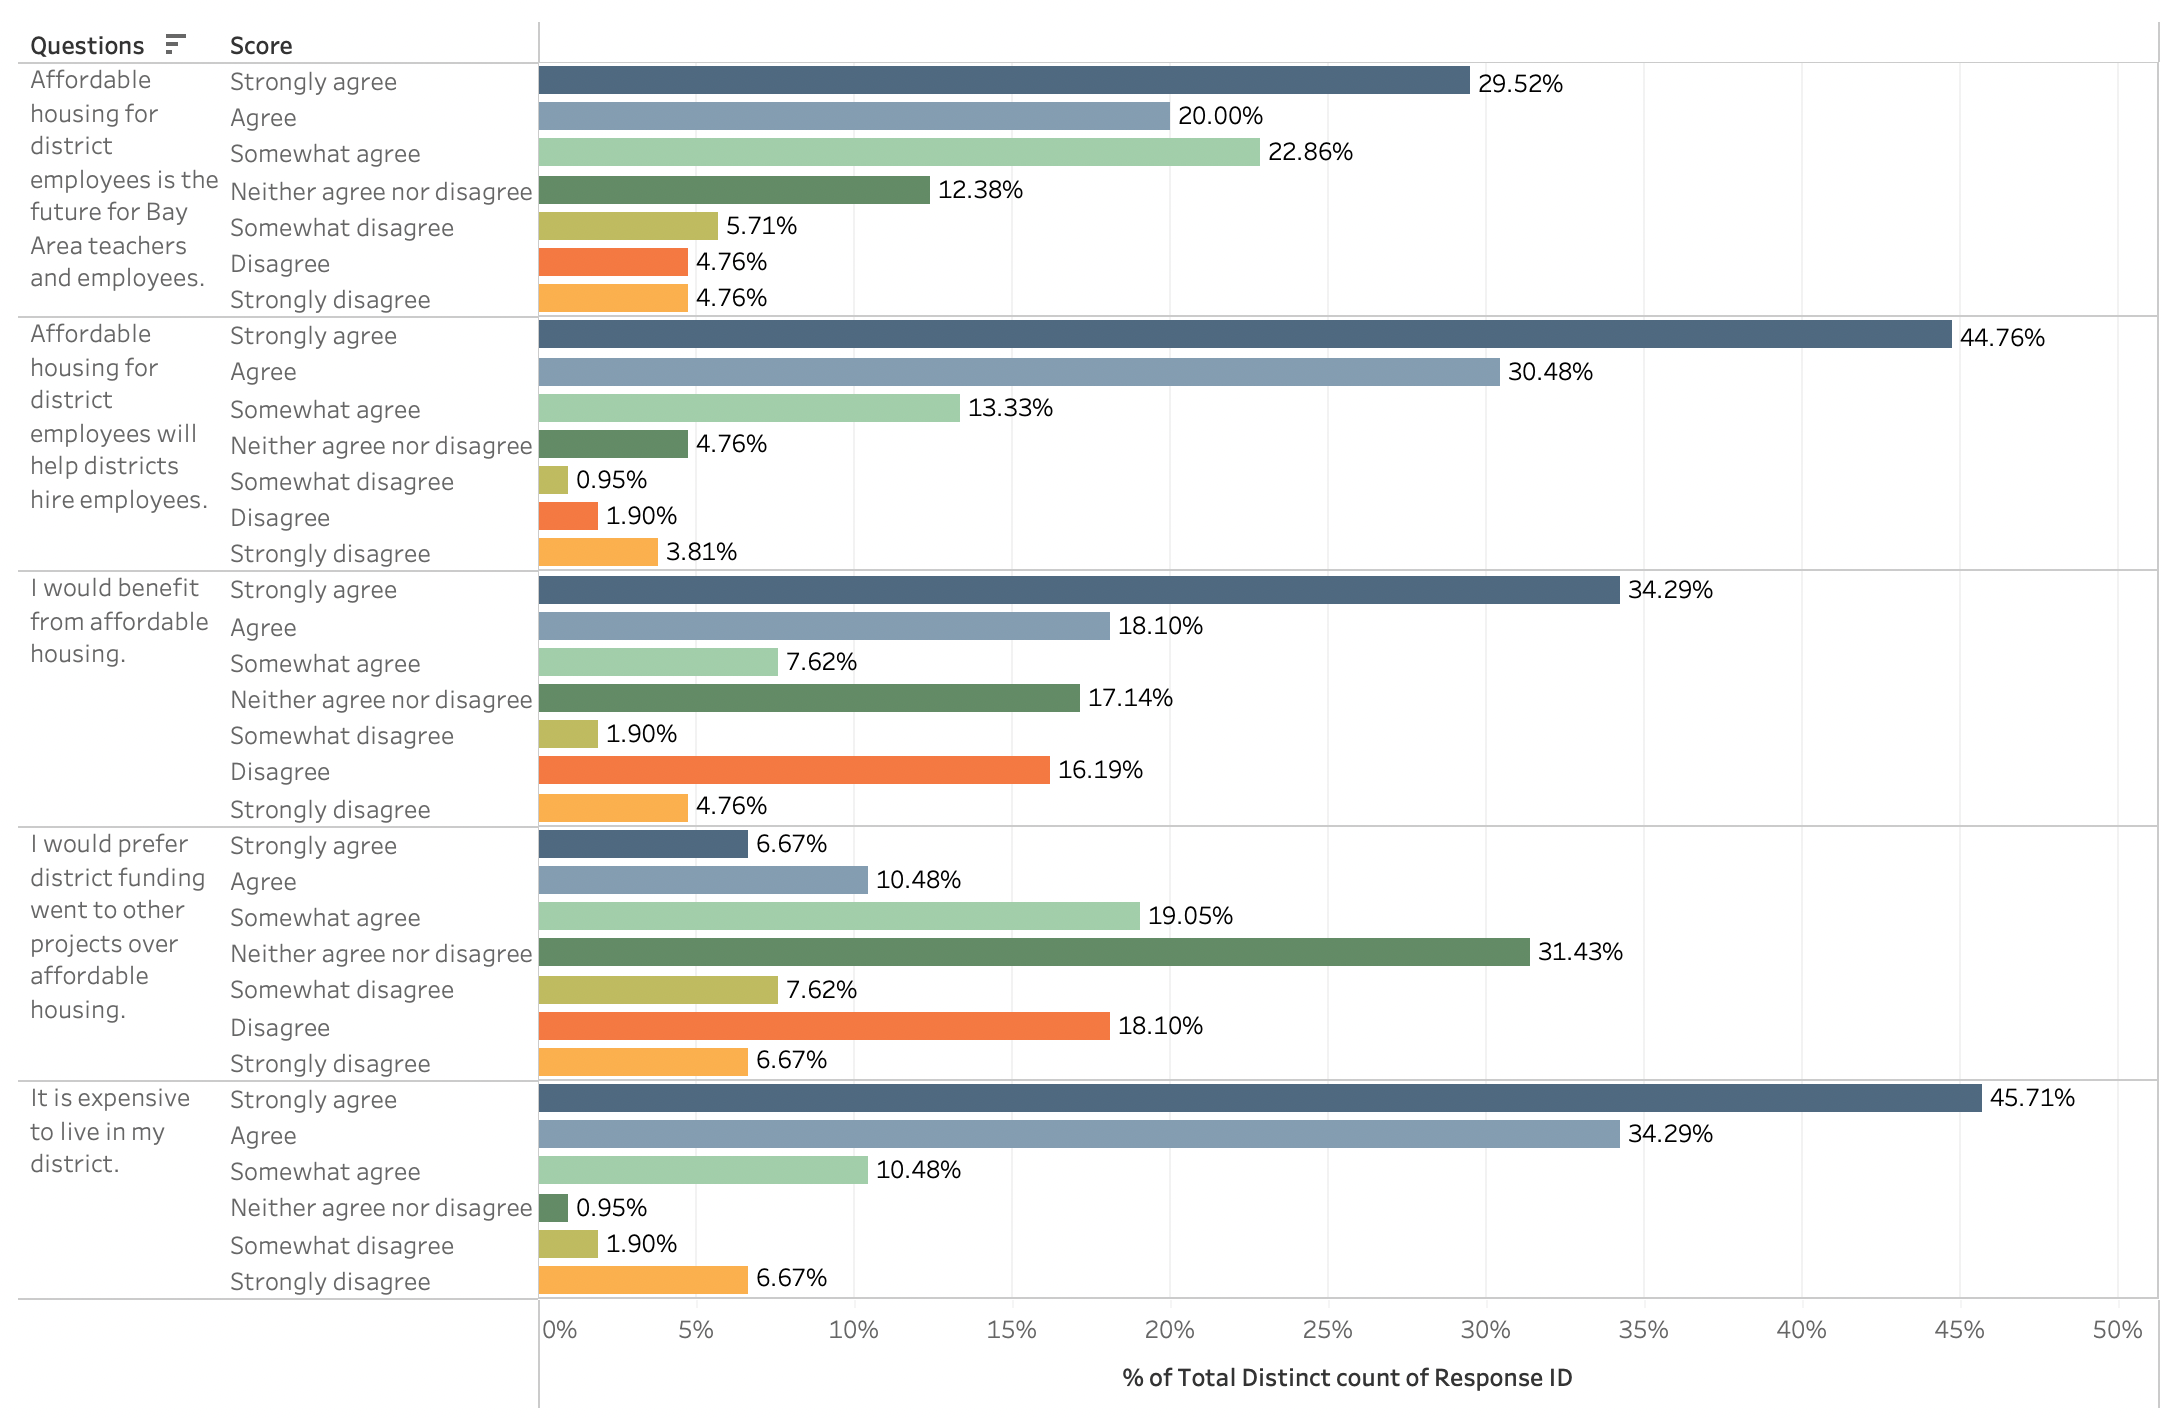 Questions Score
Affordable
housing for
district
employees is the
future for Bay
Area teachers
and employees.
Strongly agree 29.52%
Agree 20.00%
Somewhat agree 22.86%
Neither agree nor disagree 12.38%
Somewhat disagree 5.71%
Disagree 4.76%
Strongly disagree 4.76%
Affordable
housing for
district
employees will
help districts
hire employees.
Strongly agree 44.76%
Agree 30.48%
Somewhat agree 13.33%
Neither agree nor disagree 4.76%
Somewhat disagree 0.95%
Disagree 1.90%
Strongly disagree 3.81%
I would benefit
from affordable
housing.
Strongly agree 34.29%
Agree 18.10%
Somewhat agree 7.62%
Neither agree nor disagree 17.14%
Somewhat disagree 1.90%
Disagree 16.19%
Strongly disagree 4.76%
I would prefer
district funding
went to other
projects over
affordable
housing.
Strongly agree 6.67%
Agree 10.48%
Somewhat agree 19.05%
Neither agree nor disagree 31.43%
Somewhat disagree 7.62%
Disagree 18.10%
Strongly disagree 6.67%
It is expensive
to live in my
district.
Strongly agree 45.71%
Agree 34.29%
Somewhat agree 10.48%
Neither agree nor disagree 0.95%
Somewhat disagree 1.90%
Strongly disagree 6.67%
0% 5% 10% 15% 20% 25% 30% 35% 40% 45% 50%
% of Total Distinct count of Response ID